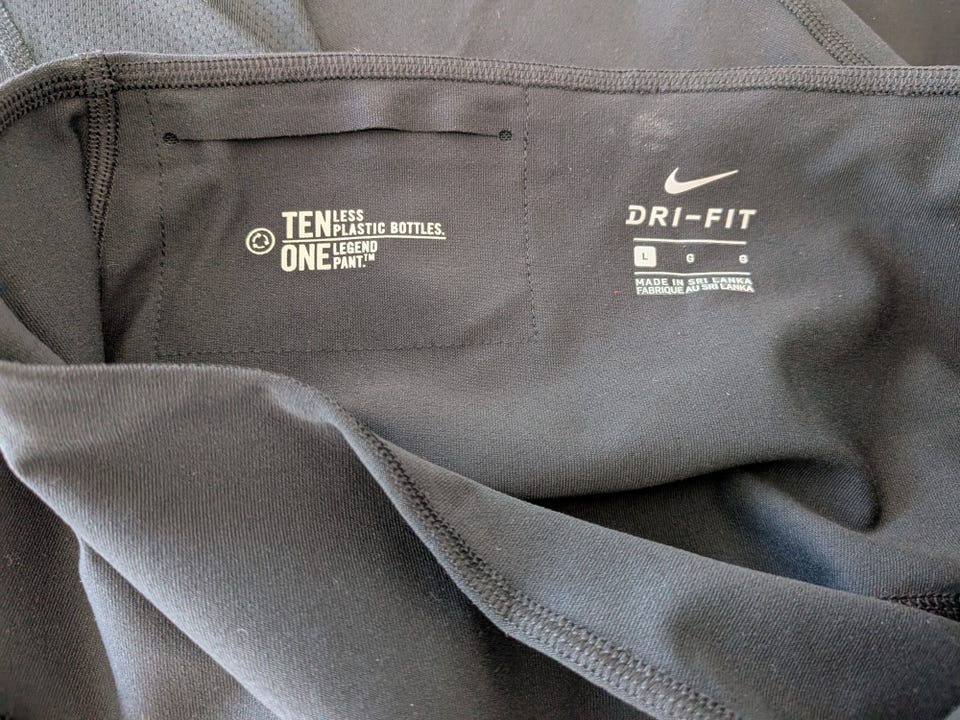 TEN LESS
PLASTIC BOTTLES.
ONE LEGEND
PANT.™
DRI-FIT
L G G
MADE IN SRI LANKA
FABRIQUE AU SRI LANKA